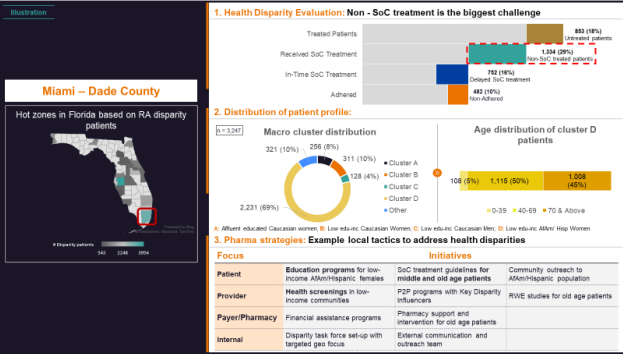 Illustration
1. Health Disparity Evaluation: Non - SoC treatment is the biggest challenge
Treated Patients
853 (18%)
Untreated patients
Received SoC Treatment
1,334 (29%)
Non-SoC treated patients
In-Time SoC Treatment
752 (16%)
Delayed SoC treatment
Adhered
482 (10%)
Non-Adhered
Miami – Dade County
Hot zones in Florida based on RA disparity
patients
# Disparity patients
543 2248 3954
2. Distribution of patient profile:
n = 3,247
Macro cluster distribution
321 (10%)
256 (8%)
311 (10%)
128 (4%)
2,231 (69%)
Cluster A
Cluster B
Cluster C
Cluster D
Other
Age distribution of cluster D
patients
108 (5%)
1,115 (50%)
1,008
(45%)
0-39
40-69
70 & Above
A: Affluent educated Caucasian Women; B: Low edu-inc Caucasian Women; C: Low edu-inc Caucasian Men; D: Low edu-inc AfAm/ Hisp Women
3. Pharma strategies: Example local tactics to address health disparities
Focus
Initiatives
Patient
Education programs for low-
income AfAm/Hispanic females
SoC treatment guidelines for
middle and old age patients
Community outreach to
AfAm/Hispanic population
Provider
Health screenings in low-
income communities
P2P programs with Key Disparity
Influencers
RWE studies for old age patients
Payer/Pharmacy
Financial assistance programs
Pharmacy support and
intervention for old age patients
Internal
Disparity task force set-up with
targeted geo focus
External communication and
outreach team